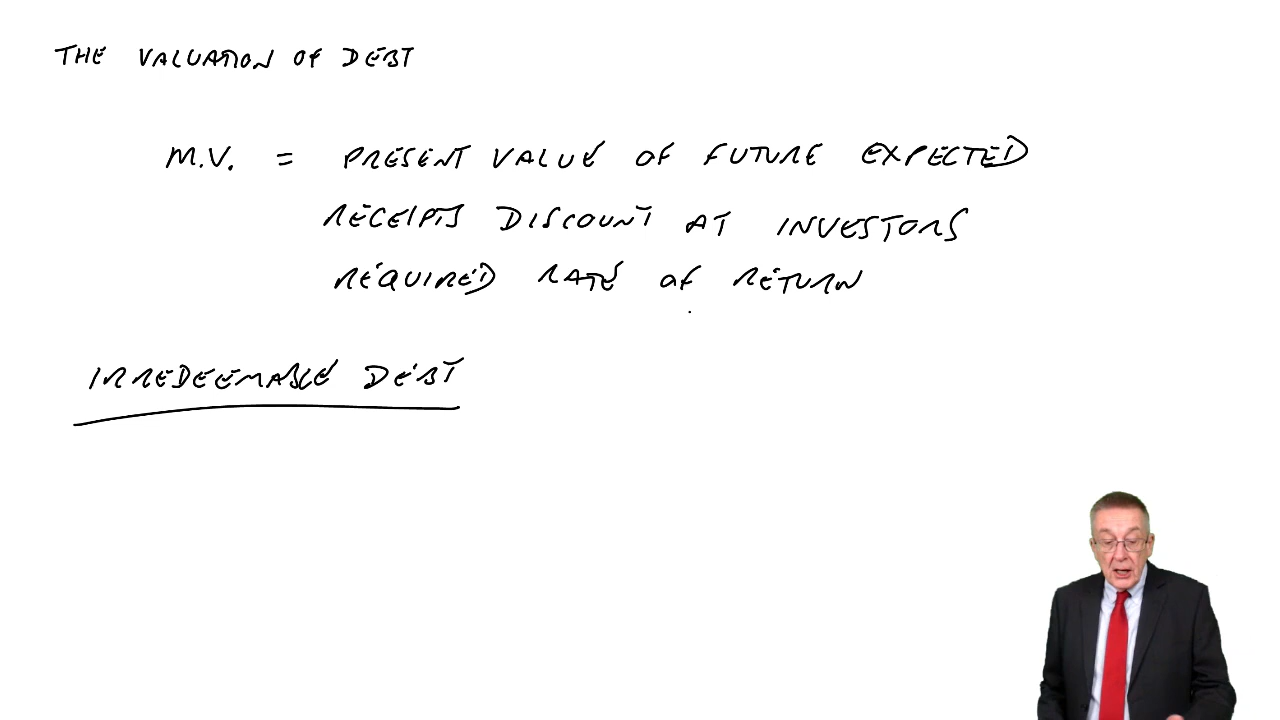 THE VALUATION OF DEBT
M.V. = PRESENT VALUE OF FUTURE EXPECTED
RECEIPTS DISCOUNT AT INVESTORS
REQUIRED RATE OF RETURN
IRREDEEMABLE DEBT